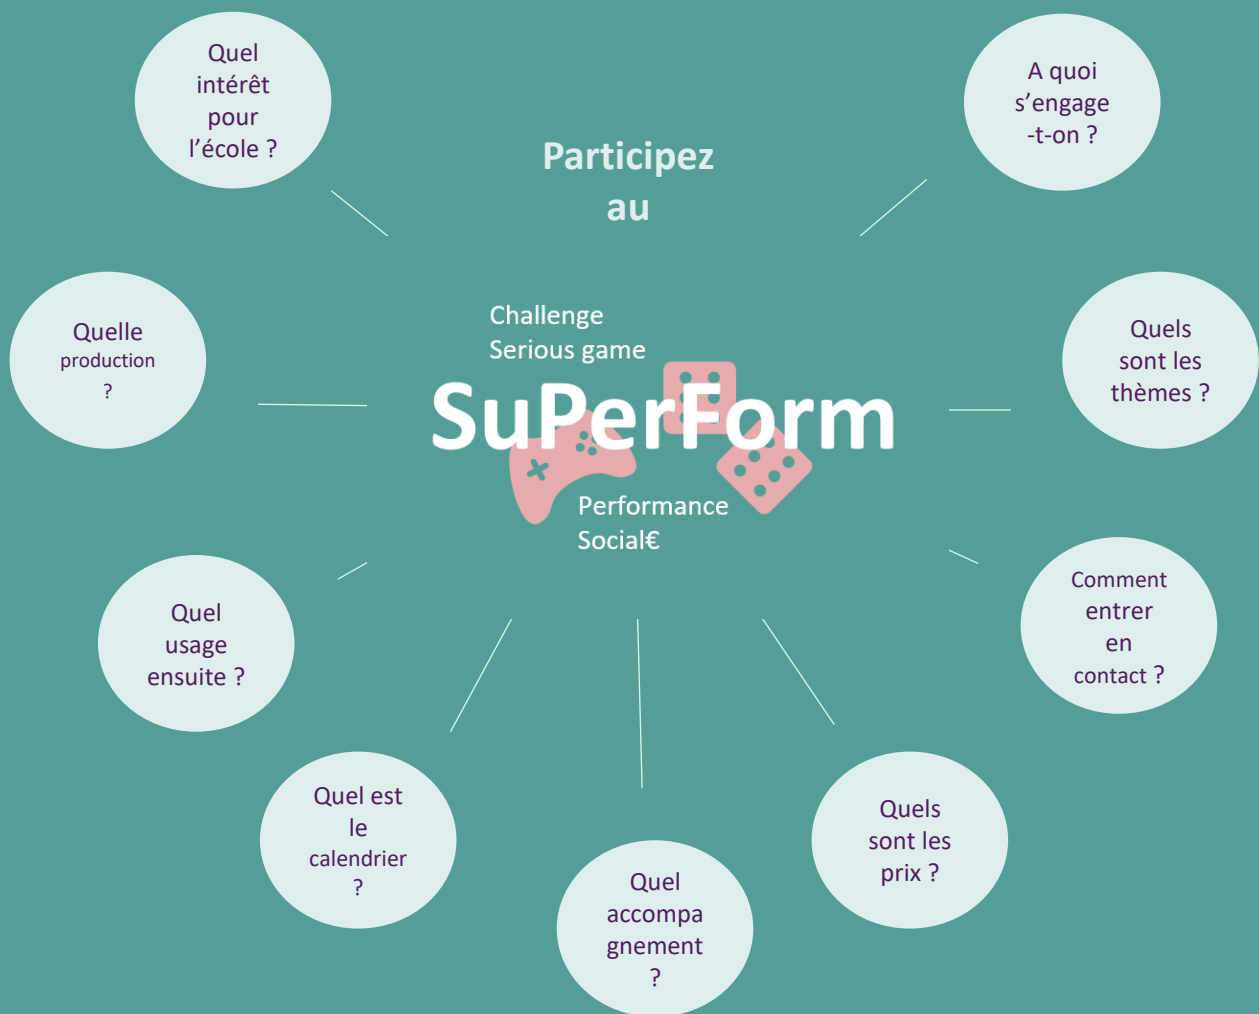 Quel
intérêt
pour
l'école ?
A quoi
s'engage
-t-on ?
Participez
au
Quelle
production
?
Challenge
Serious game
SuPerForm
Performance
Social€
Quels
sont les
thèmes ?
Quel
usage
ensuite ?
Comment
entrer
en
contact ?
Quel est
le
calendrier
?
Quel
accompa
gnement
?
Quels
sont les
prix ?